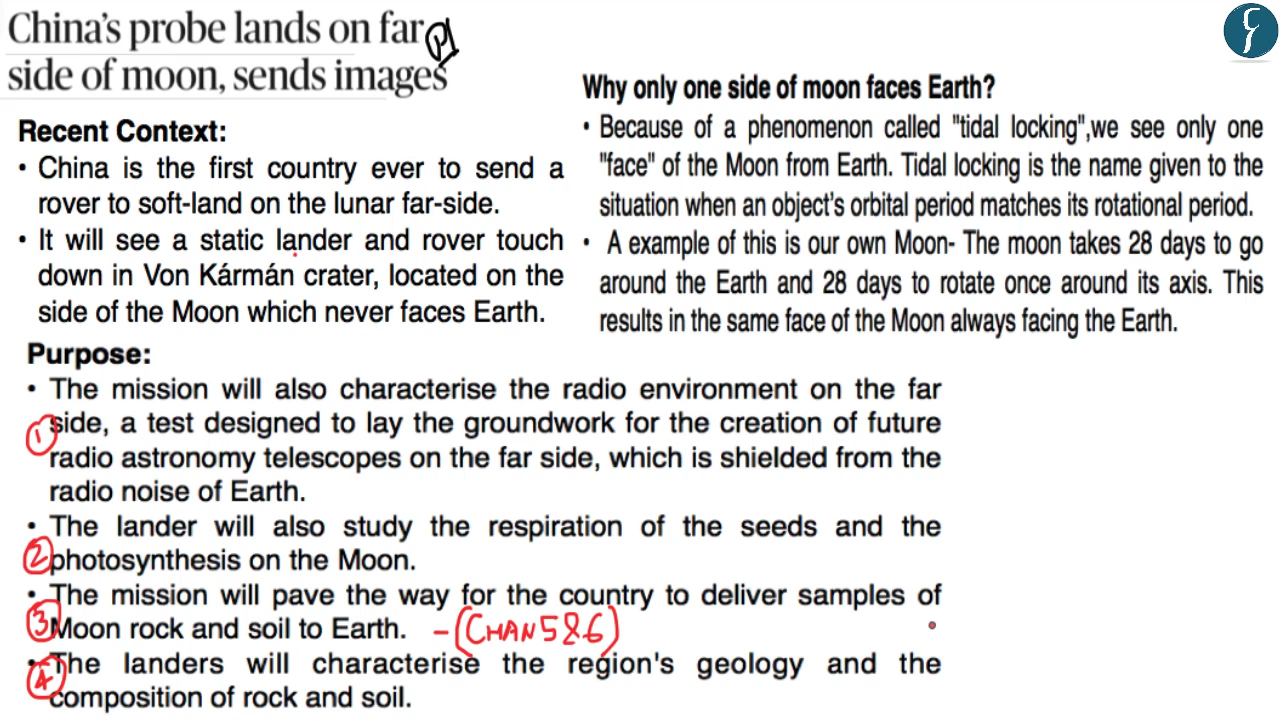 China's probe lands on far
side of moon, sends images
P1
Recent Context:
• China is the first country ever to send a
rover to soft-land on the lunar far-side.
• It will see a static lander and rover touch
down in Von Kármán crater, located on the
side of the Moon which never faces Earth.
Why only one side of moon faces Earth?
• Because of a phenomenon called "tidal locking",we see only one
"face" of the Moon from Earth. Tidal locking is the name given to the
situation when an object's orbital period matches its rotational period.
• A example of this is our own Moon- The moon takes 28 days to go
around the Earth and 28 days to rotate once around its axis. This
results in the same face of the Moon always facing the Earth.
Purpose:
• The mission will also characterise the radio environment on the far
1 side, a test designed to lay the groundwork for the creation of future
radio astronomy telescopes on the far side, which is shielded from the
radio noise of Earth.
• The lander will also study the respiration of the seeds and the
2 photosynthesis on the Moon.
• The mission will pave the way for the country to deliver samples of
3 Moon rock and soil to Earth. -(CHAN 5&6)
• The landers will characterise the region's geology and the
4 composition of rock and soil.